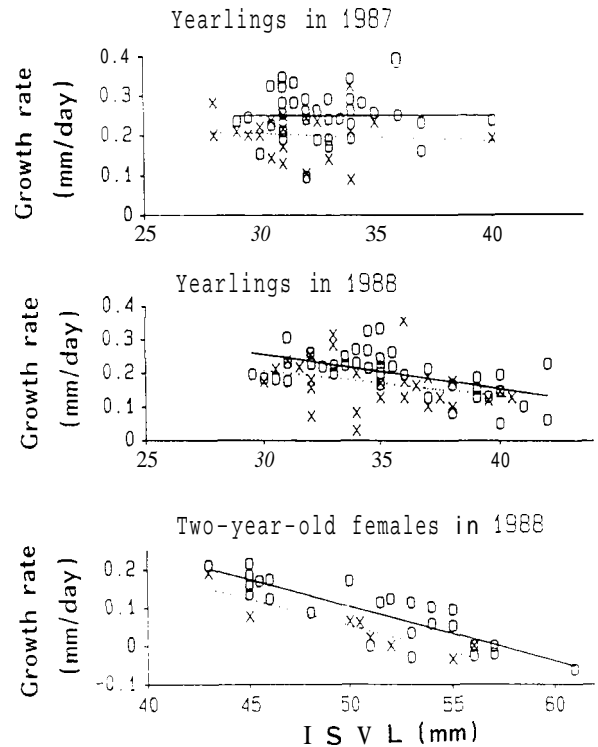 Yearlings in 1987
Growth rate
(mm/day)
0.4
0.3
0.2
0.1
0
25 30 35 40
Yearlings in 1988
Growth rate
(mm/day)
0.4
0.3
0.2
0.1
0
25 30 35 40
Two-year-old females in 1988
Growth rate
(mm/day)
0.2
0.1
0
-0.1
40 45 50 55 60
ISVL (mm)